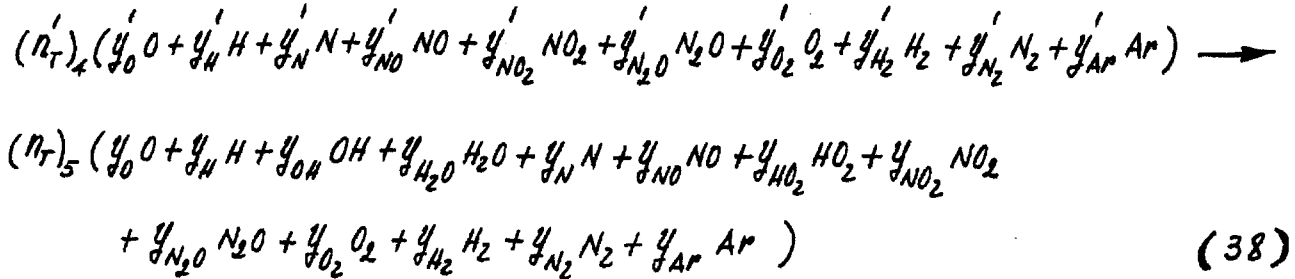 (n'_T)_4 (y'_O O + y'_H H + y'_N N + y'_NO NO + y'_NO2 NO2 + y'_N2O N2O + y'_O2 O2 + y'_H2 H2 + y'_N2 N2 + y'_Ar Ar) →
(n_T)_5 (y_O O + y_H H + y_OH OH + y_H2O H2O + y_N N + y_NO NO + y_HO2 HO2 + y_NO2 NO2
+ y_N2O N2O + y_O2 O2 + y_H2 H2 + y_N2 N2 + y_Ar Ar) (38)